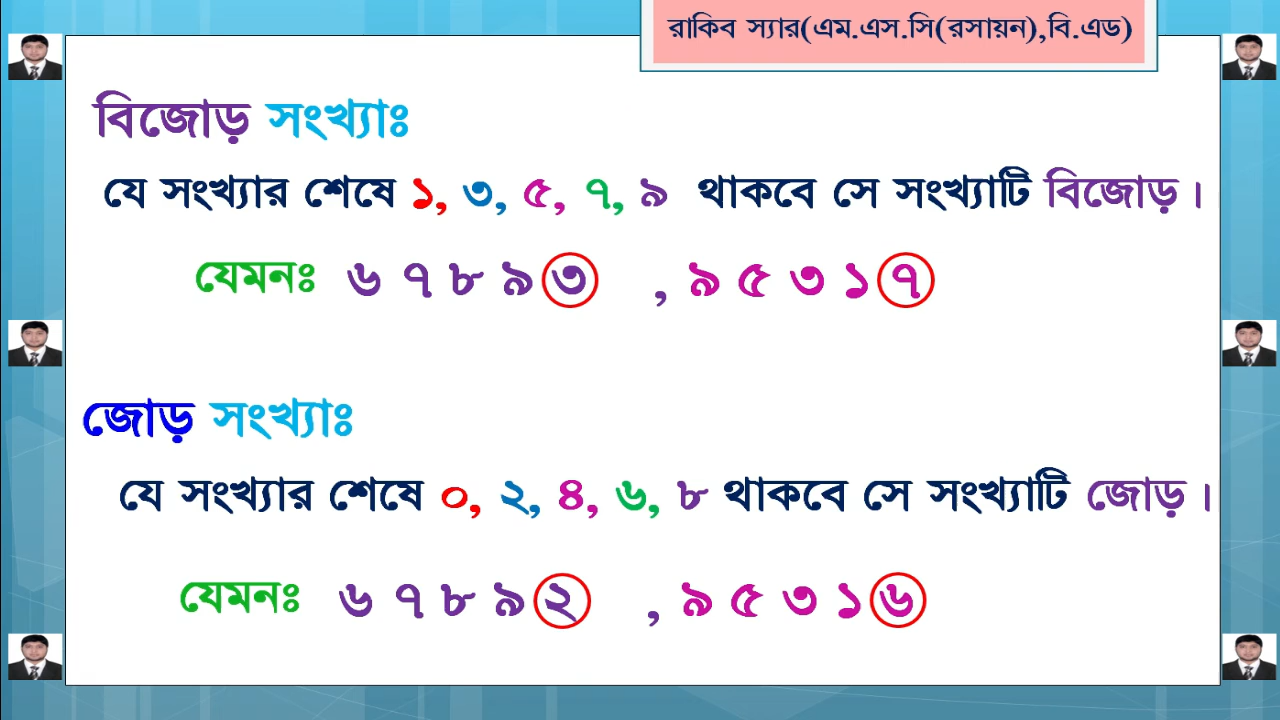 রাকিব স্যার(এম.এস.সি(রসায়ন),বি.এড)
বিজোড় সংখ্যাঃ
যে সংখ্যার শেষে ১, ৩, ৫, ৭, ৯ থাকবে সে সংখ্যাটি বিজোড়।
যেমনঃ ৬ ৭ ৮ ৯ ৩ , ৯ ৫ ৩ ১ ৭
জোড় সংখ্যাঃ
যে সংখ্যার শেষে ০, ২, ৪, ৬, ৮ থাকবে সে সংখ্যাটি জোড়।
যেমনঃ ৬ ৭ ৮ ৯ ২ , ৯ ৫ ৩ ১ ৬